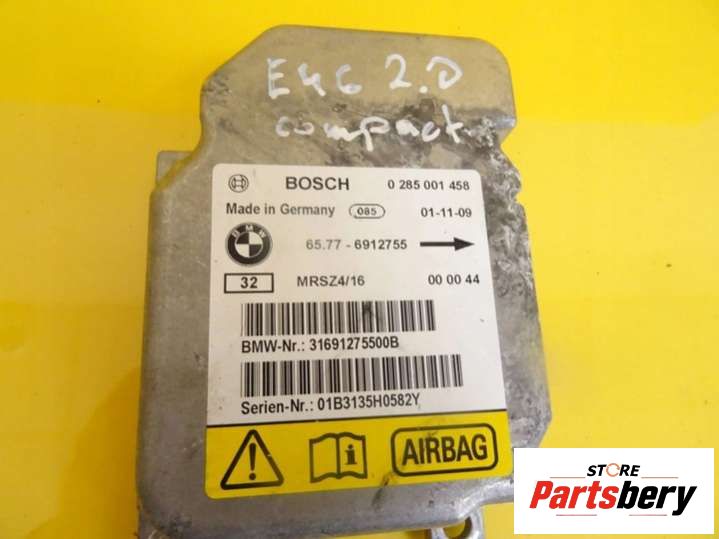 E46 2.0
compact
BOSCH 0 285 001 458
Made in Germany 085 01-11-09
BMW 65.77 - 6912755
32 MRSZ4/16 00 00 44
BMW-Nr.: 31691275500B
Serien-Nr.: 01B3135H0582Y
AIRBAG
STORE
Partsbery